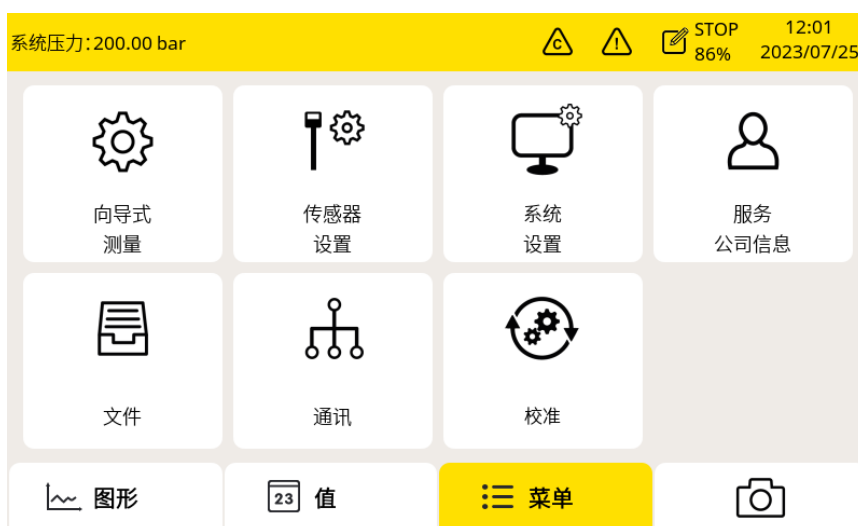 系统压力:200.00 bar
C
!
STOP
86%
12:01
2023/07/25
向导式
测量
传感器
设置
系统
设置
服务
公司信息
文件
通讯
校准
图形
23 值
菜单